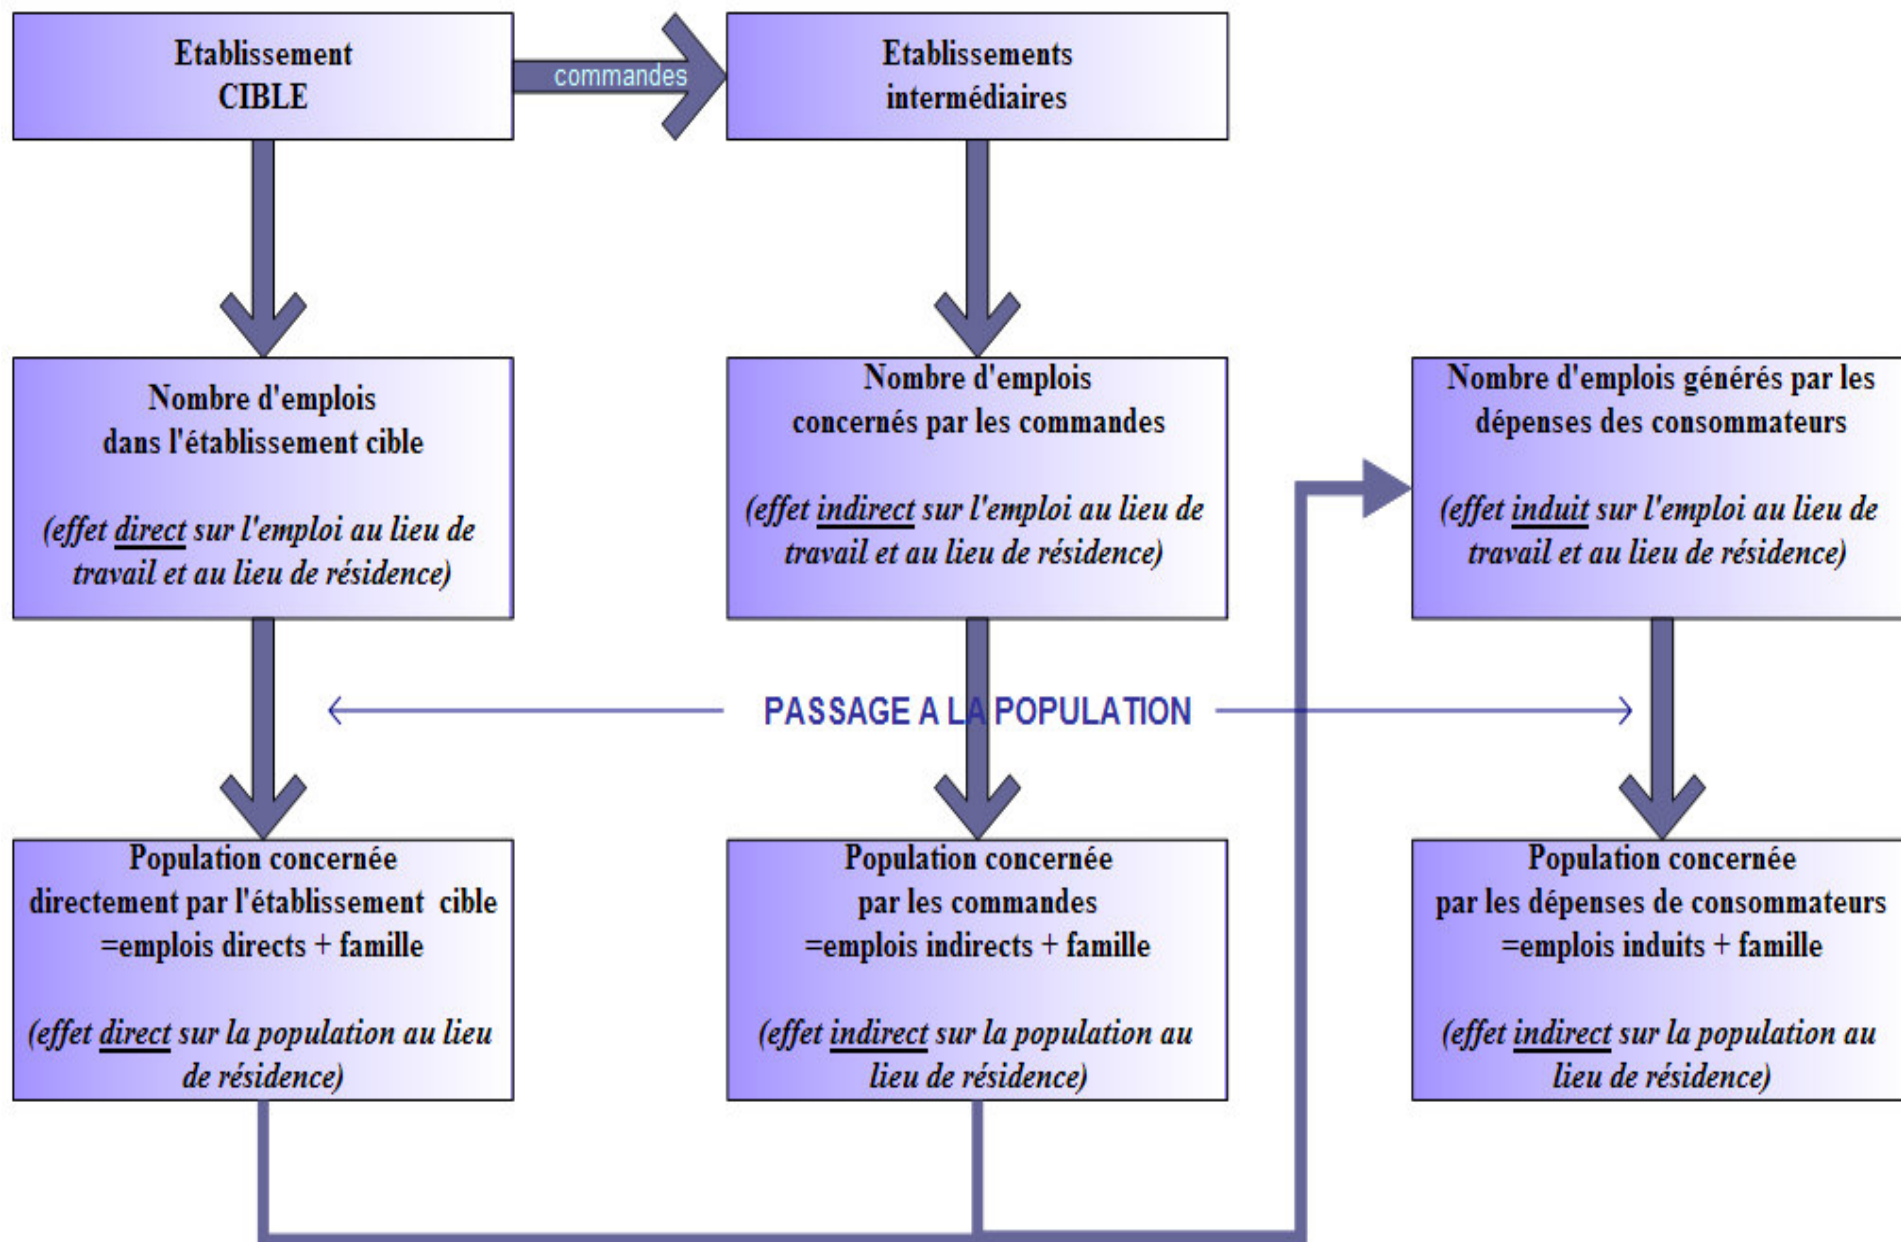 Etablissement
CIBLE
commandes
Etablissements
intermédiaires
Nombre d'emplois
dans l'établissement cible
(effet direct sur l'emploi au lieu de
travail et au lieu de résidence)
Nombre d'emplois
concernés par les commandes
(effet indirect sur l'emploi au lieu de
travail et au lieu de résidence)
Nombre d'emplois générés par les
dépenses des consommateurs
(effet induit sur l'emploi au lieu de
travail et au lieu de résidence)
PASSAGE A LA POPULATION
Population concernée
directement par l'établissement cible
=emplois directs + famille
(effet direct sur la population au lieu
de résidence)
Population concernée
par les commandes
=emplois indirects + famille
(effet indirect sur la population au
lieu de résidence)
Population concernée
par les dépenses de consommateurs
=emplois induits + famille
(effet indirect sur la population au
lieu de résidence)